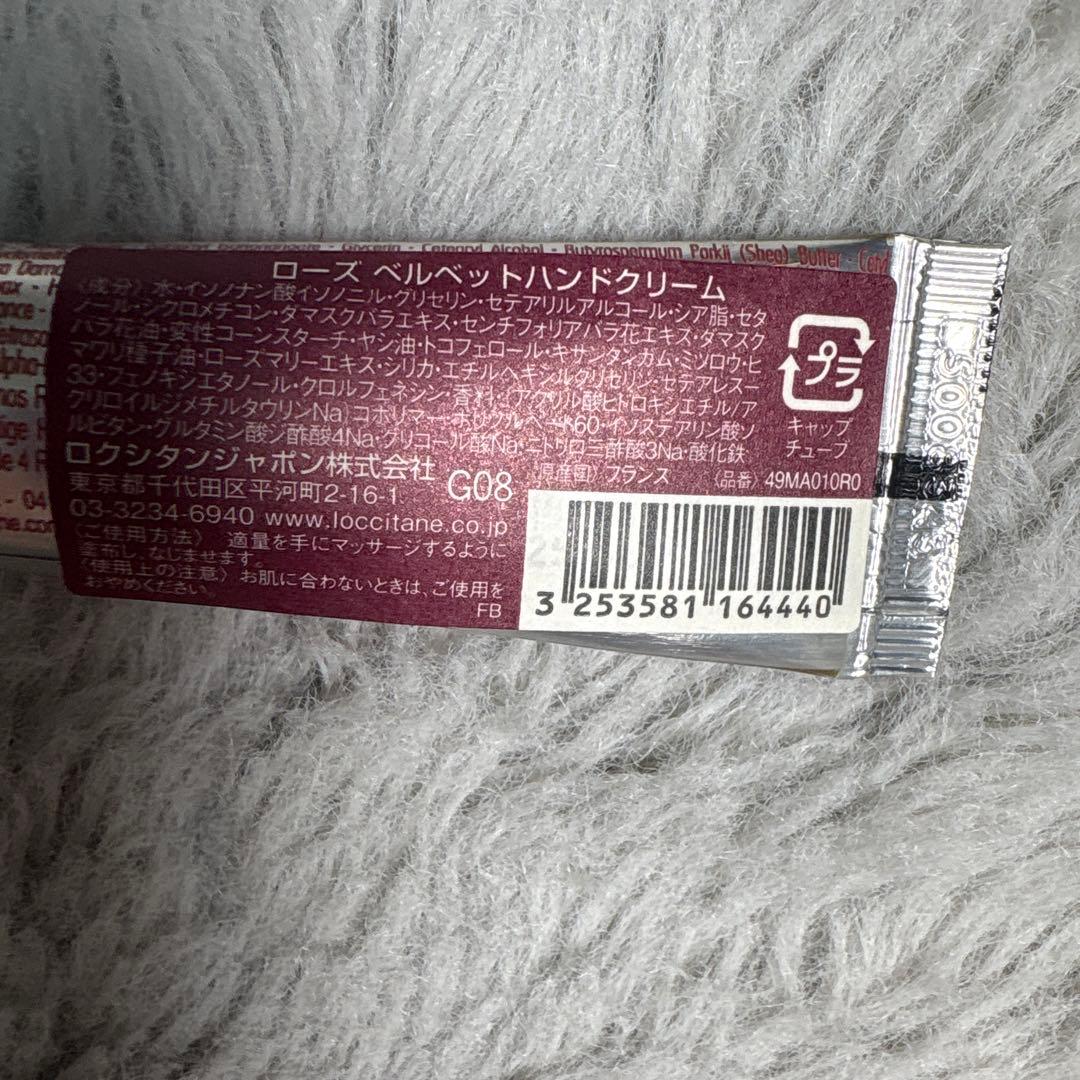 Glycerin - Cetearyl Alcohol - Butyrospermum Parkii (Shea) Butter - Cetd
ローズ ベルベットハンドクリーム
〈成分〉水・イソノナン酸イソノニル・グリセリン・セテアリルアルコール・シア脂・セタ
ノール・シクロメチコン・ダマスクバラエキス・センチフォリアバラ花エキス・ダマスク
バラ花油・変性コーンスターチ・ヤシ油・トコフェロール・キサンタンガム・ミツロウ・ヒ
マワリ種子油・ローズマリーエキス・シリカ・エチルヘキシルグリセリン・セテアレス－
33・フェノキシエタノール・クロルフェネシン・香料・(アクリル酸ヒドロキシエチル/ア
クリロイルジメチルタウリンNa)コポリマー・ポリソルベート60・イソステアリン酸ソ
ルビタン・グルタミン酸ジ酢酸4Na・グリコール酸Na・ニトリロ三酢酸3Na・酸化鉄
ロクシタンジャポン株式会社 G08
〈原産国〉フランス 〈品番〉49MA010R0
東京都千代田区平河町2-16-1
03-3234-6940 www.loccitane.co.jp
〈ご使用方法〉 適量を手にマッサージするように
塗布し、なじませます。
〈使用上の注意〉お肌に合わないときは、ご使用を
おやめください。
FB
プラ
キャップ
チューブ
3 253581 164440